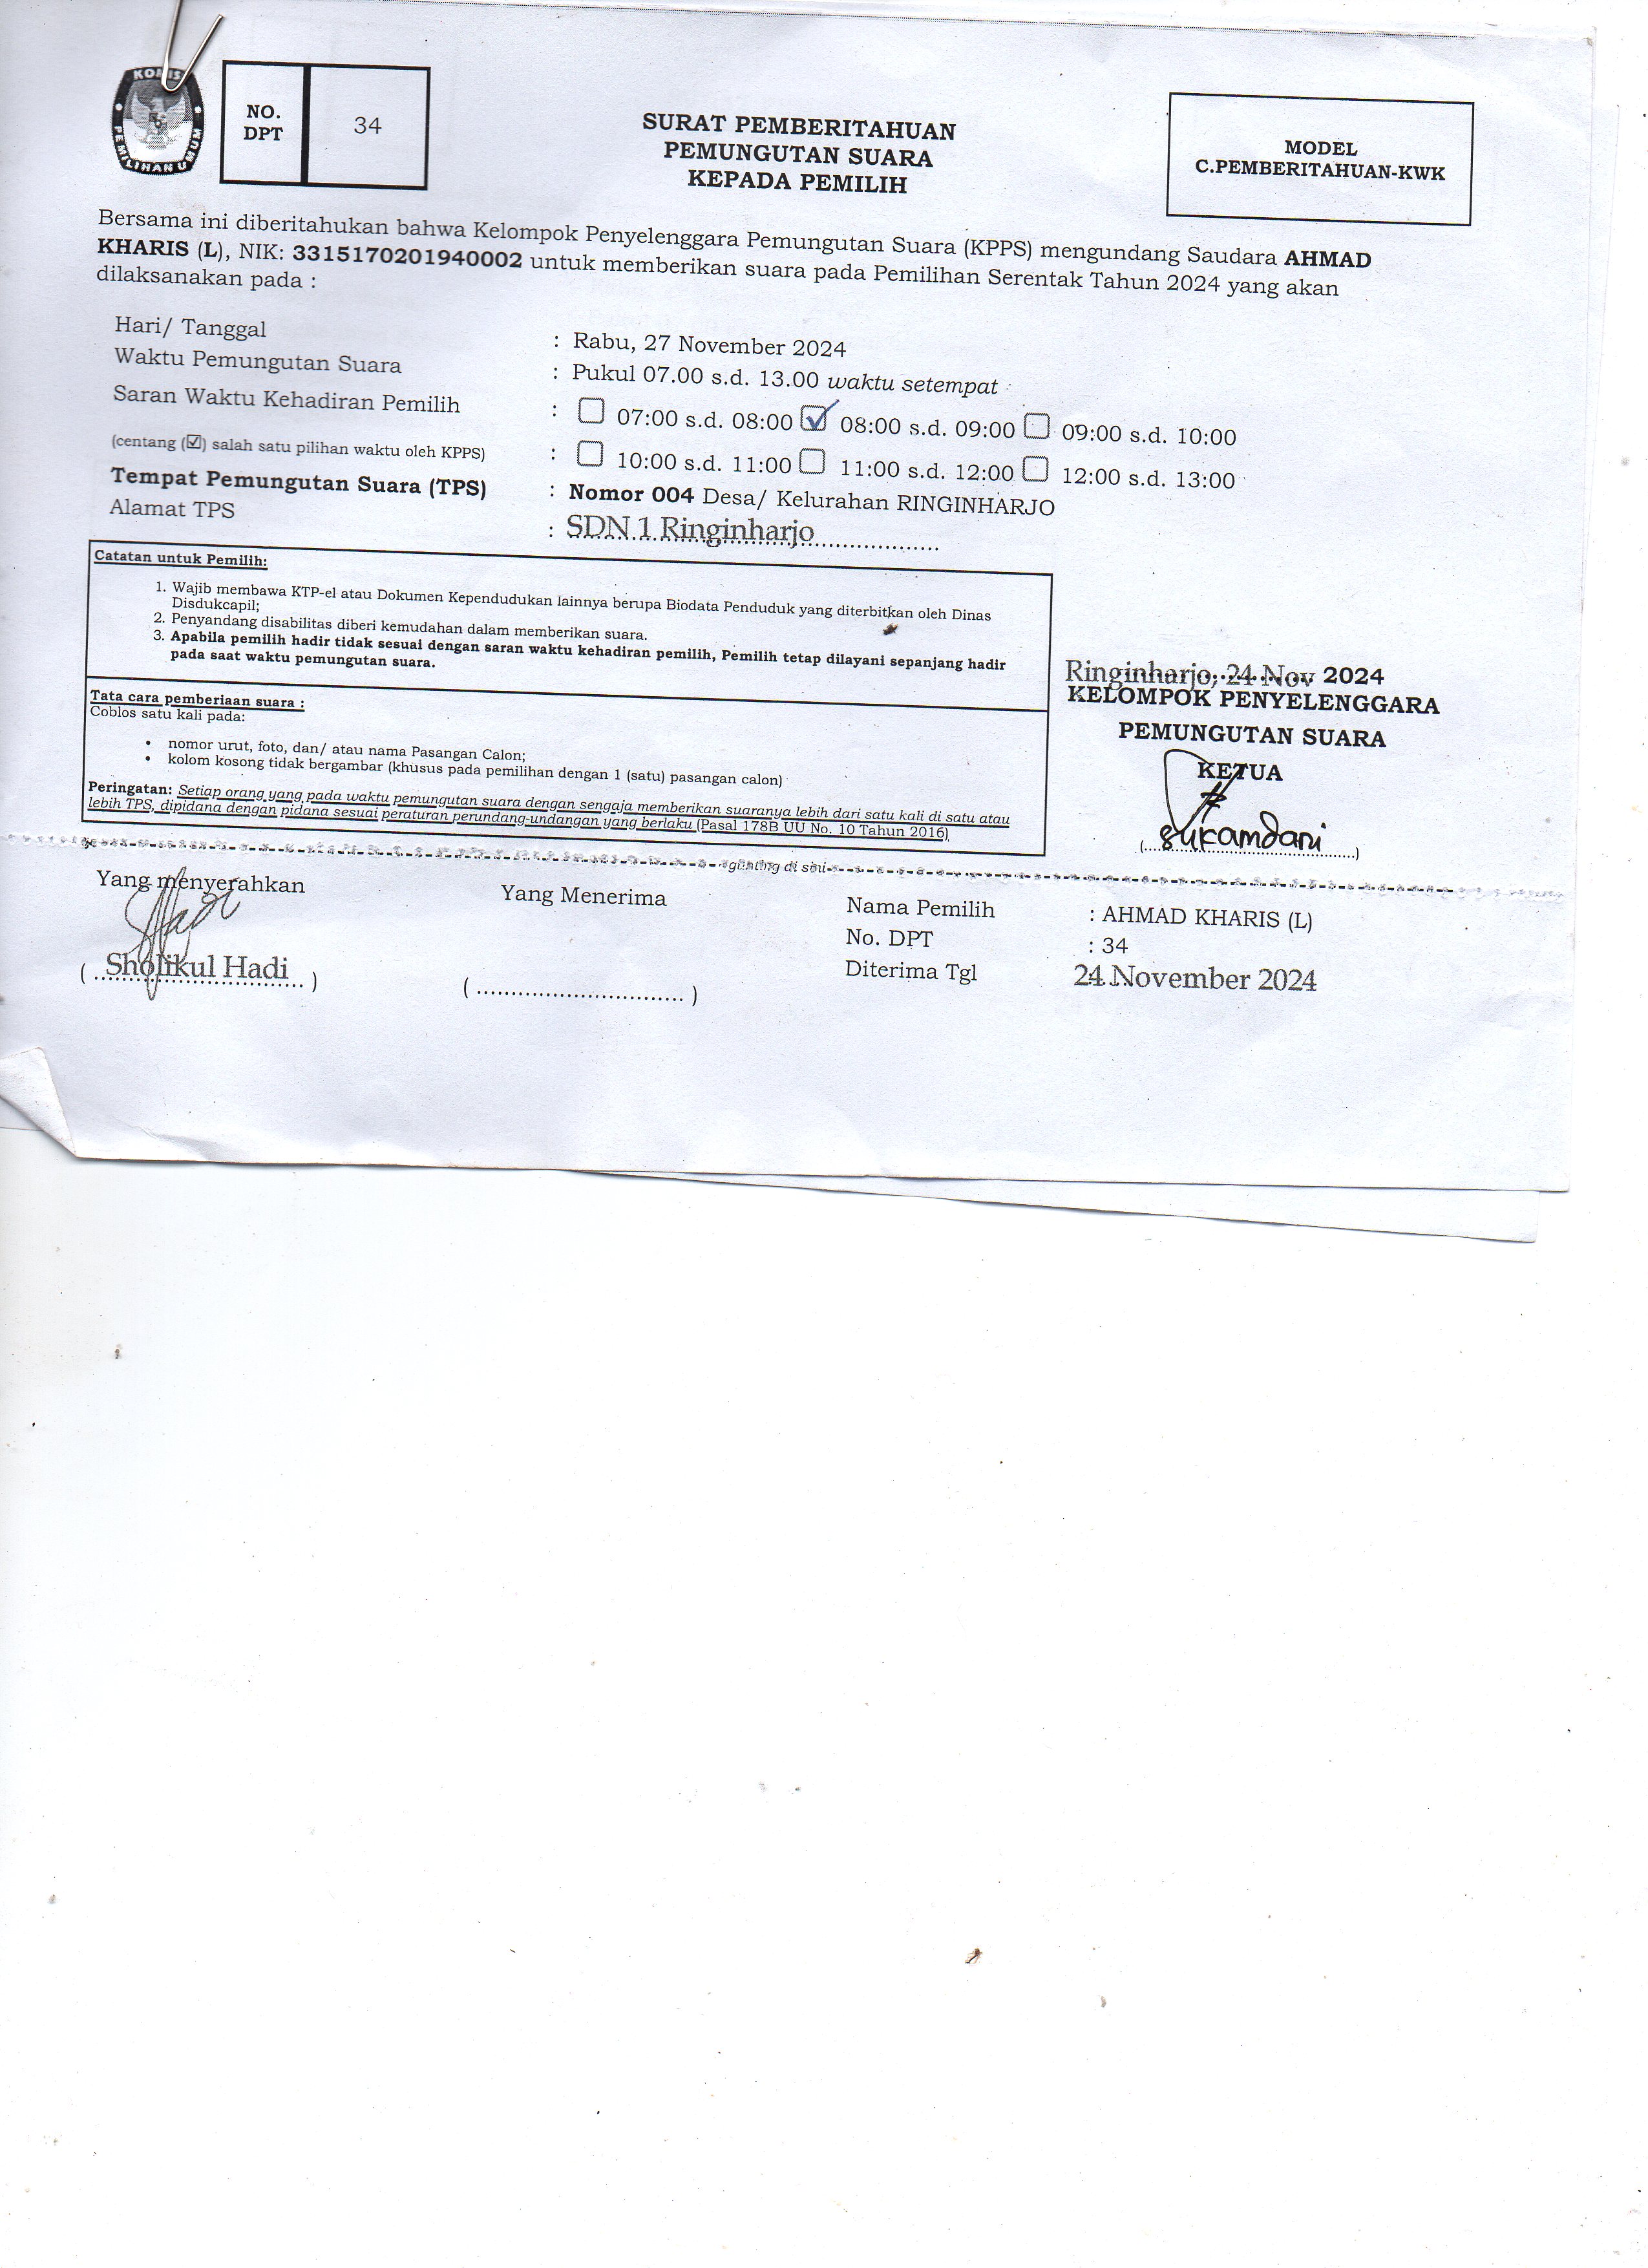 KOMIS
PEMILIHAN UMUM
NO.
DPT
34
SURAT PEMBERITAHUAN
PEMUNGUTAN SUARA
KEPADA PEMILIH
MODEL
C.PEMBERITAHUAN-KWK
Bersama ini diberitahukan bahwa Kelompok Penyelenggara Pemungutan Suara (KPPS) mengundang Saudara AHMAD
KHARIS (L), NIK: 3315170201940002 untuk memberikan suara pada Pemilihan Serentak Tahun 2024 yang akan
dilaksanakan pada :
Hari/ Tanggal : Rabu, 27 November 2024
Waktu Pemungutan Suara : Pukul 07.00 s.d. 13.00 waktu setempat
Saran Waktu Kehadiran Pemilih : ☐ 07:00 s.d. 08:00 ☑ 08:00 s.d. 09:00 ☐ 09:00 s.d. 10:00
(centang (☑) salah satu pilihan waktu oleh KPPS) : ☐ 10:00 s.d. 11:00 ☐ 11:00 s.d. 12:00 ☐ 12:00 s.d. 13:00
Tempat Pemungutan Suara (TPS) : Nomor 004 Desa/ Kelurahan RINGINHARJO
Alamat TPS : SDN 1 Ringinharjo
Catatan untuk Pemilih:
1. Wajib membawa KTP-el atau Dokumen Kependudukan lainnya berupa Biodata Penduduk yang diterbitkan oleh Dinas
Disdukcapil;
2. Penyandang disabilitas diberi kemudahan dalam memberikan suara.
3. Apabila pemilih hadir tidak sesuai dengan saran waktu kehadiran pemilih, Pemilih tetap dilayani sepanjang hadir
pada saat waktu pemungutan suara.
Tata cara pemberiaan suara :
Coblos satu kali pada:
• nomor urut, foto, dan/ atau nama Pasangan Calon;
• kolom kosong tidak bergambar (khusus pada pemilihan dengan 1 (satu) pasangan calon)
Peringatan: Setiap orang yang pada waktu pemungutan suara dengan sengaja memberikan suaranya lebih dari satu kali di satu atau
lebih TPS, dipidana dengan pidana sesuai peraturan perundang-undangan yang berlaku (Pasal 178B UU No. 10 Tahun 2016)
Ringinharjo, 24 Nov 2024
KELOMPOK PENYELENGGARA
PEMUNGUTAN SUARA
KETUA
(sukamdani)
gunting di sini
Yang menyerahkan
(Sholikul Hadi)
Yang Menerima
(..............................)
Nama Pemilih : AHMAD KHARIS (L)
No. DPT : 34
Diterima Tgl 24 November 2024